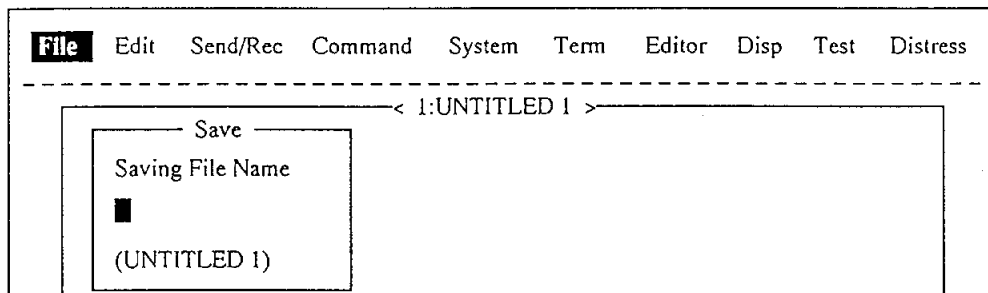 File Edit Send/Rec Command System Term Editor Disp Test Distress
< 1:UNTITLED 1 >
Save
Saving File Name
(UNTITLED 1)